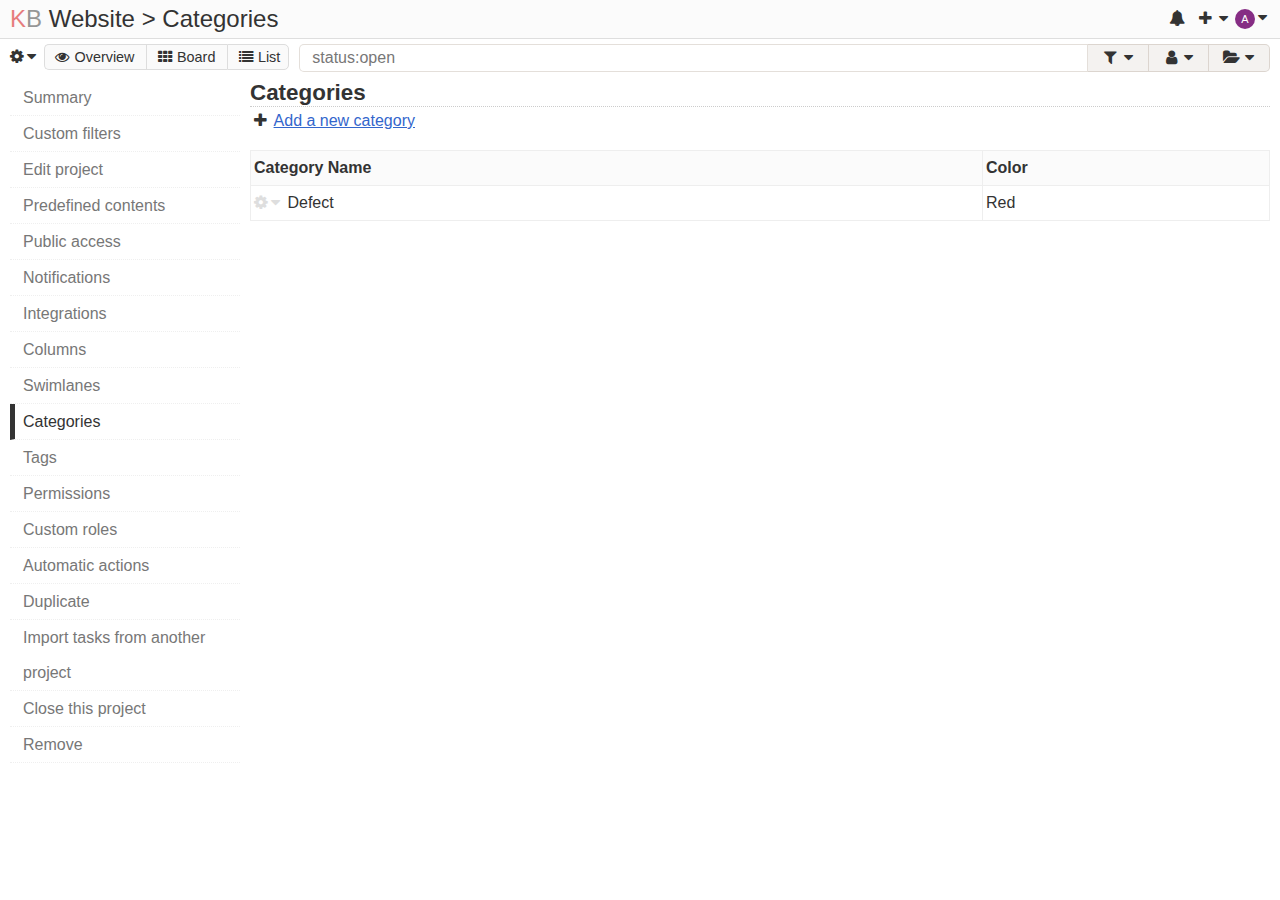 KB Website > Categories
A
Overview Board List status:open
Summary
Custom filters
Edit project
Predefined contents
Public access
Notifications
Integrations
Columns
Swimlanes
Categories
Tags
Permissions
Custom roles
Automatic actions
Duplicate
Import tasks from another
project
Close this project
Remove
Categories
Add a new category
Category Name Color
Defect Red